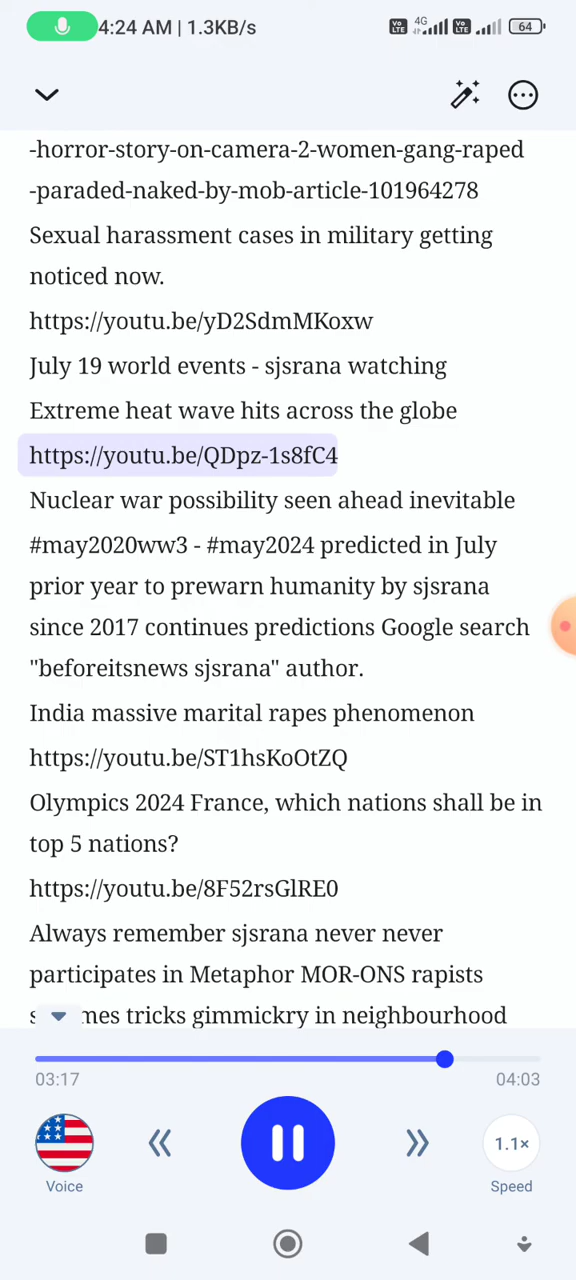 4:24 AM | 1.3KB/s
Vo LTE 4G Vo LTE 64
-horror-story-on-camera-2-women-gang-raped
-paraded-naked-by-mob-article-101964278
Sexual harassment cases in military getting
noticed now.
https://youtu.be/yD2SdmMKoxw
July 19 world events - sjsrana watching
Extreme heat wave hits across the globe
https://youtu.be/QDpz-1s8fC4
Nuclear war possibility seen ahead inevitable
#may2020ww3 - #may2024 predicted in July
prior year to prewarn humanity by sjsrana
since 2017 continues predictions Google search
"beforeitsnews sjsrana" author.
India massive marital rapes phenomenon
https://youtu.be/ST1hsKoOtZQ
Olympics 2024 France, which nations shall be in
top 5 nations?
https://youtu.be/8F52rsGlRE0
Always remember sjsrana never never
participates in Metaphor MOR-ONS rapists
tricks gimmickry in neighbourhood
03:17
04:03
1.1×
Voice
Speed